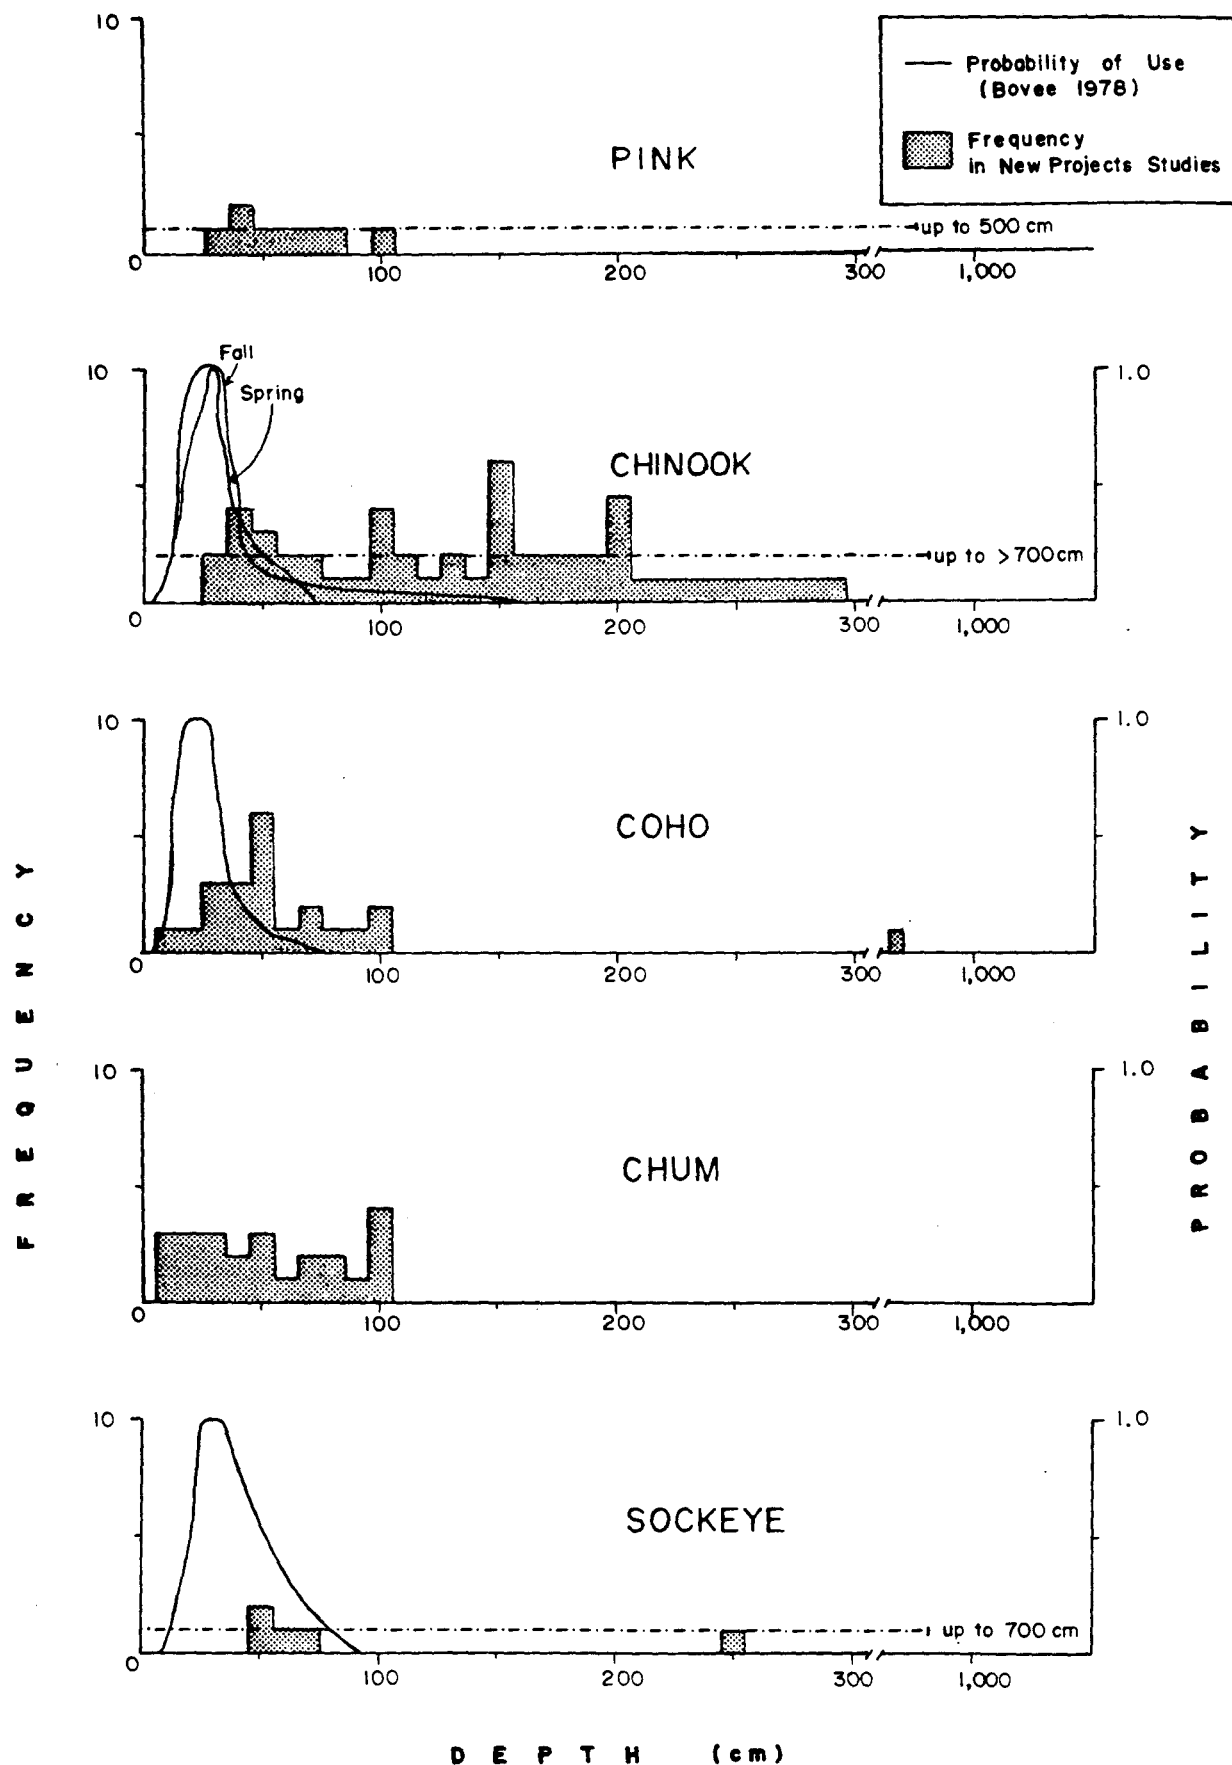 10
Probability of Use
(Bovee 1978)
Frequency
in New Projects Studies
PINK
up to 500 cm
0 100 200 300 1,000
10 Fall 1.0
Spring
CHINOOK
up to >700 cm
0 100 200 300 1,000
10 1.0
COHO
0 100 200 300 1,000
10 1.0
CHUM
0 100 200 300 1,000
10 1.0
SOCKEYE
up to 700 cm
0 100 200 300 1,000
FREQUENCY
PROBABILITY
DEPTH (cm)